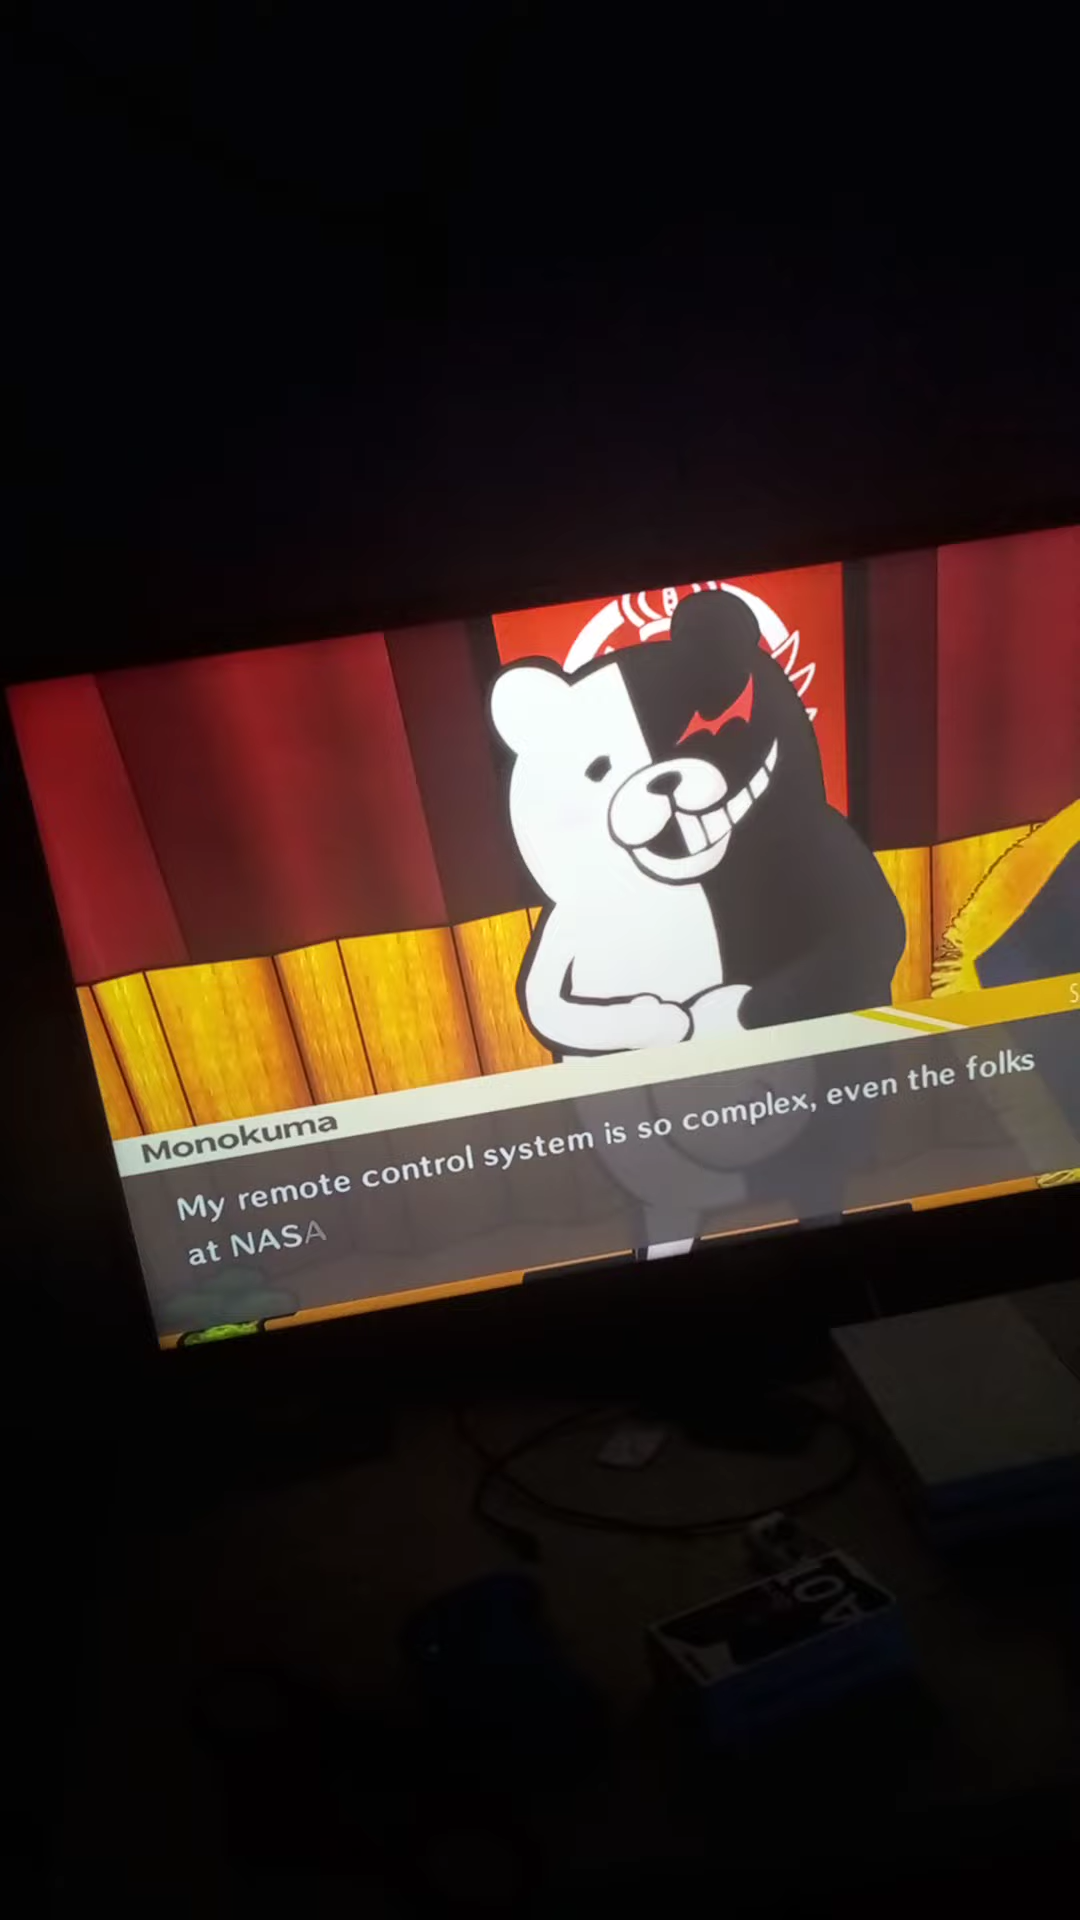 Monokuma
My remote control system is so complex, even the folks
at NASA